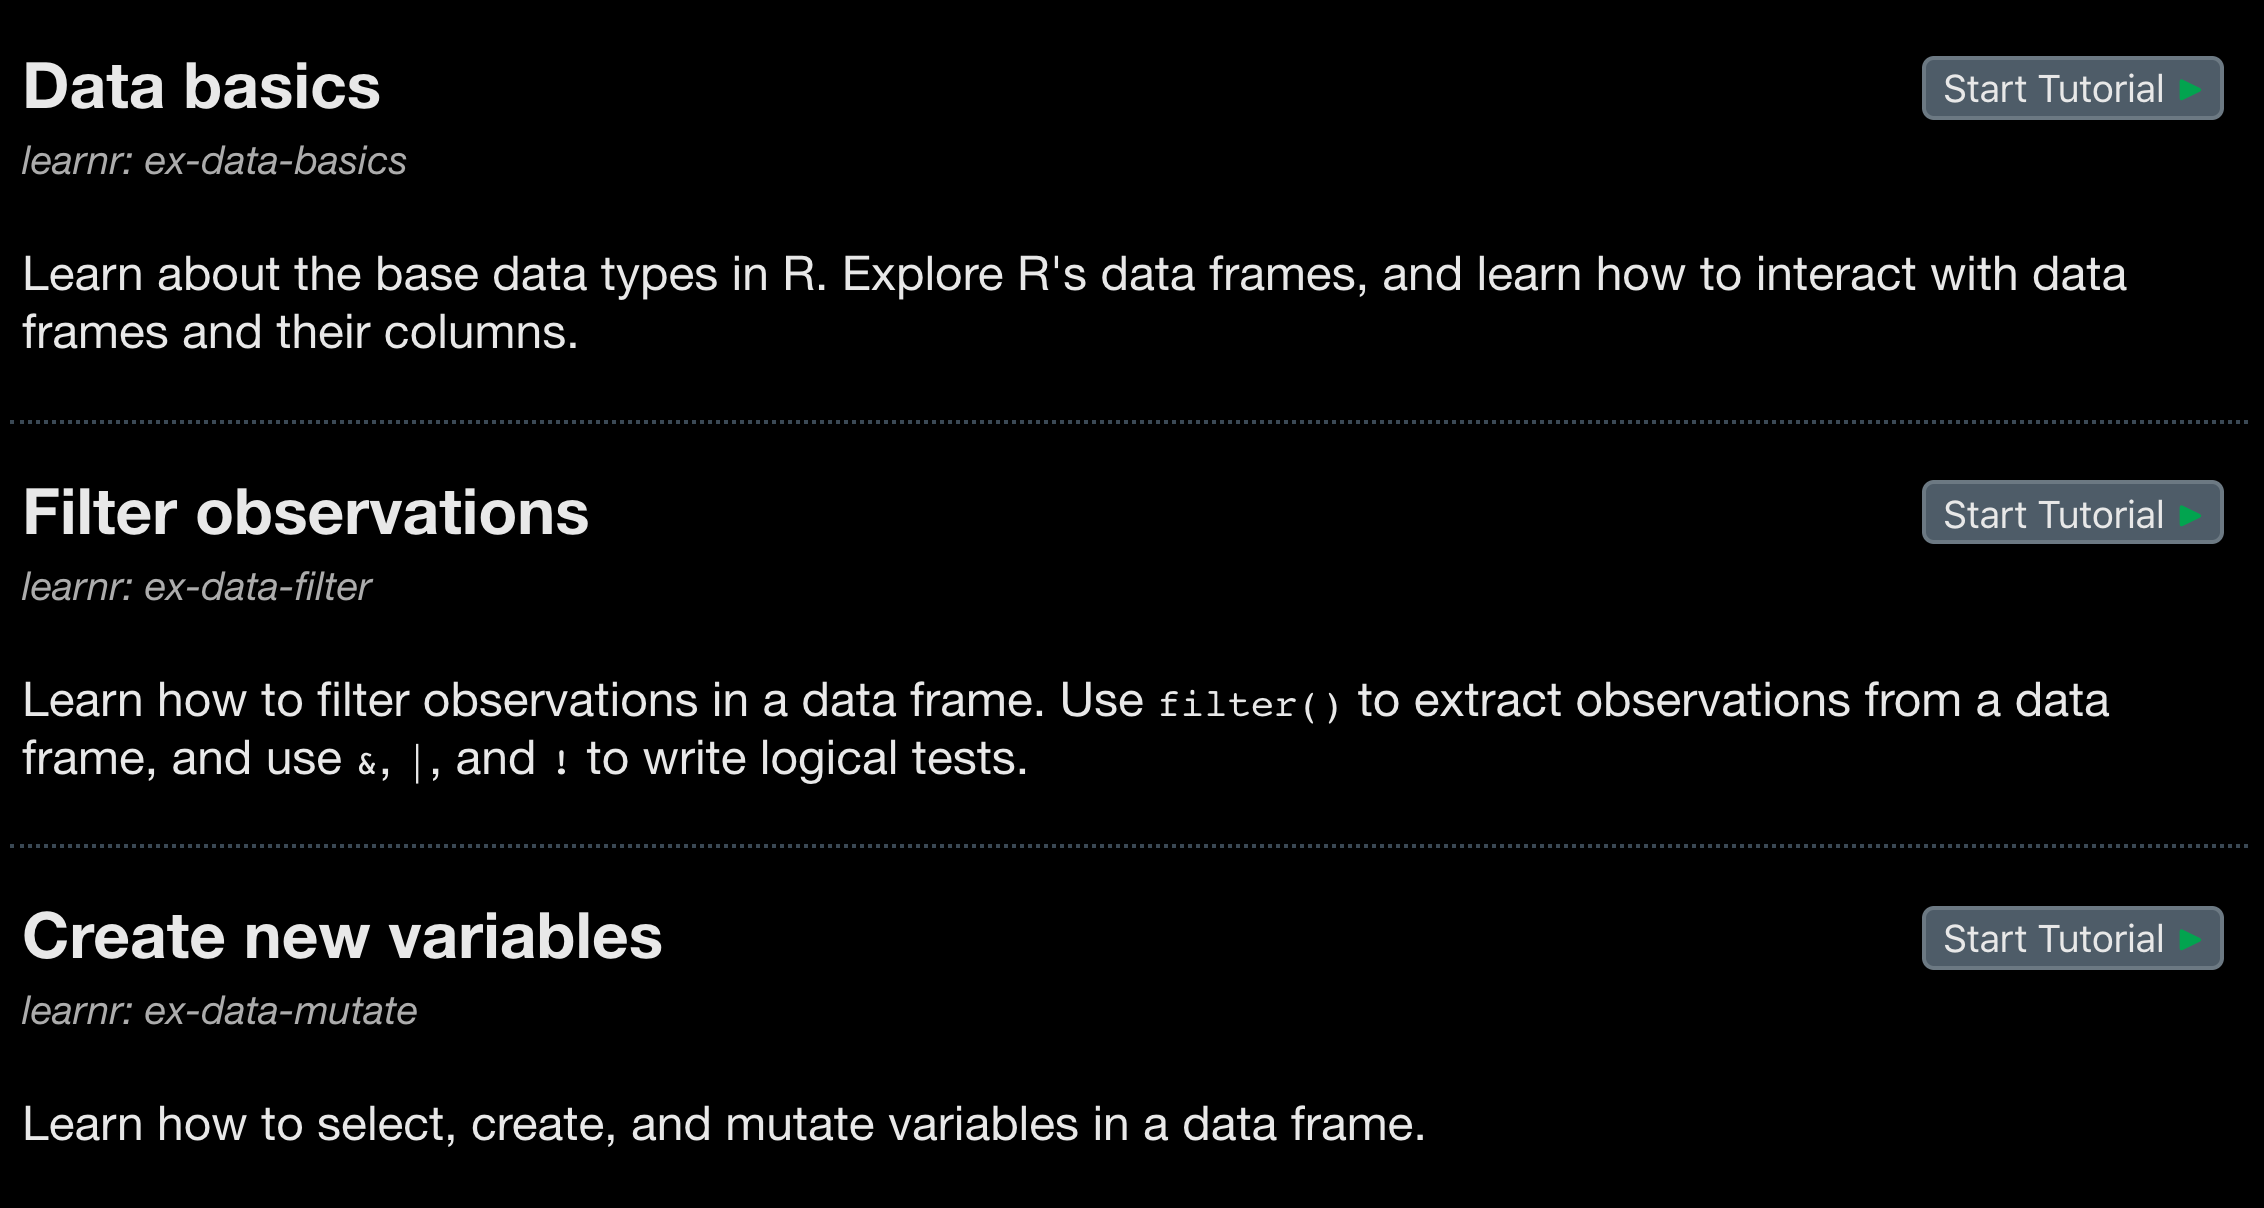 Data basics
Start Tutorial
learnr: ex-data-basics
Learn about the base data types in R. Explore R's data frames, and learn how to interact with data
frames and their columns.
Filter observations
Start Tutorial
learnr: ex-data-filter
Learn how to filter observations in a data frame. Use filter() to extract observations from a data
frame, and use &, |, and ! to write logical tests.
Create new variables
Start Tutorial
learnr: ex-data-mutate
Learn how to select, create, and mutate variables in a data frame.